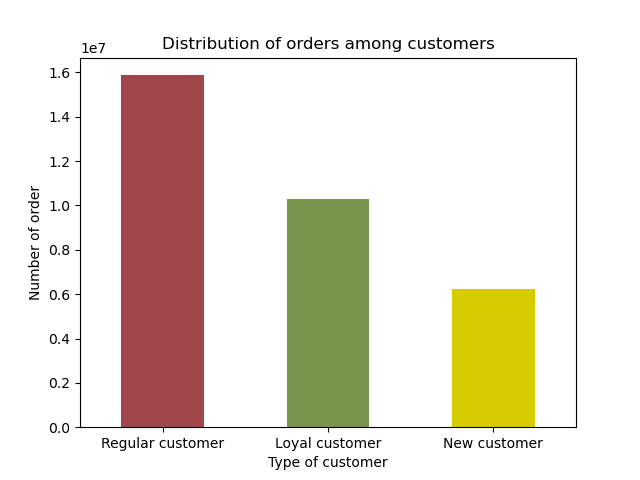 Distribution of orders among customers
1e7
1.6
1.4
1.2
1.0
0.8
0.6
0.4
0.2
0.0
Number of order
Regular customer
Loyal customer
New customer
Type of customer